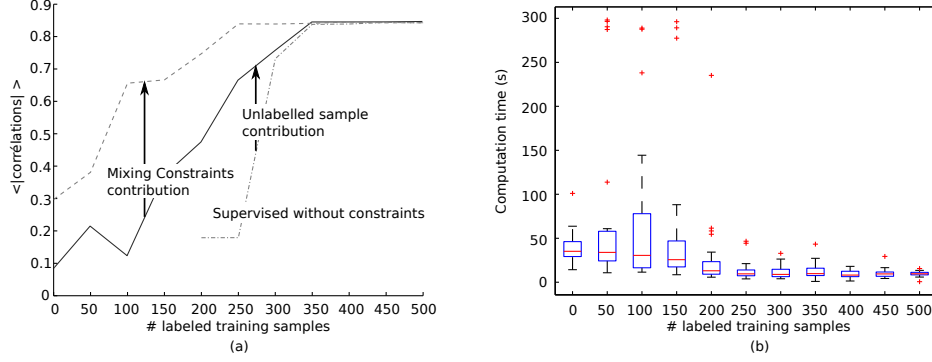 <|corrélations| >
0.9
0.8
0.7
0.6
0.5
0.4
0.3
0.2
0.1
0
Mixing Constraints
contribution
Unlabelled sample
contribution
Supervised without constraints
0 50 100 150 200 250 300 350 400 450 500
# labeled training samples
(a)
Computation time (s)
300
250
200
150
100
50
0
0 50 100 150 200 250 300 350 400 450 500
# labeled training samples
(b)